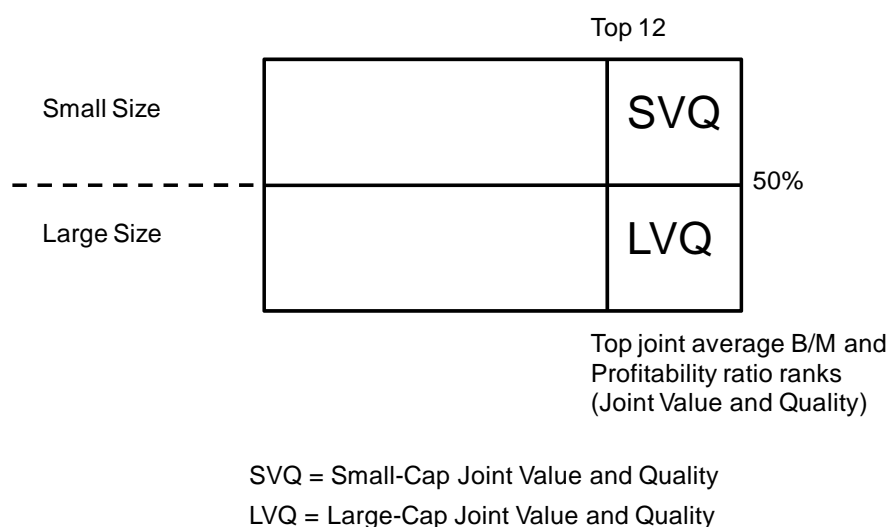 Top 12
Small Size
SVQ
50%
Large Size
LVQ
Top joint average B/M and
Profitability ratio ranks
(Joint Value and Quality)
SVQ = Small-Cap Joint Value and Quality
LVQ = Large-Cap Joint Value and Quality